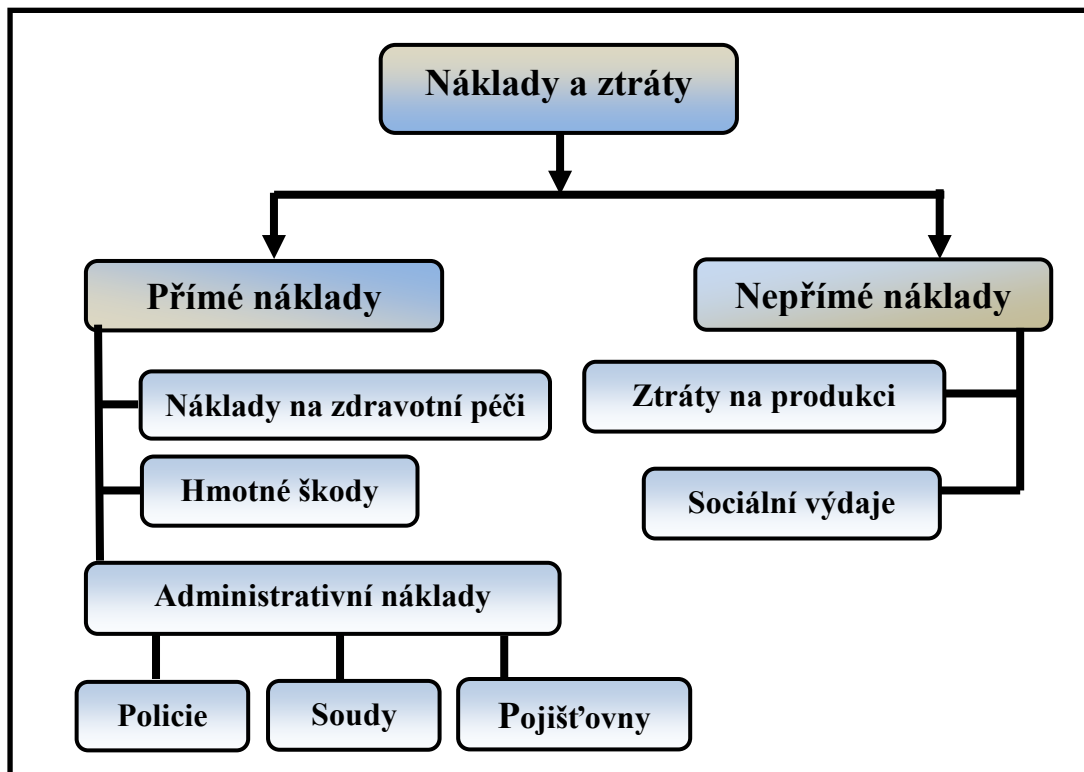 Náklady a ztráty
Přímé náklady
Nepřímé náklady
Náklady na zdravotní péči
Ztráty na produkci
Hmotné škody
Sociální výdaje
Administrativní náklady
Policie
Soudy
Pojišťovny